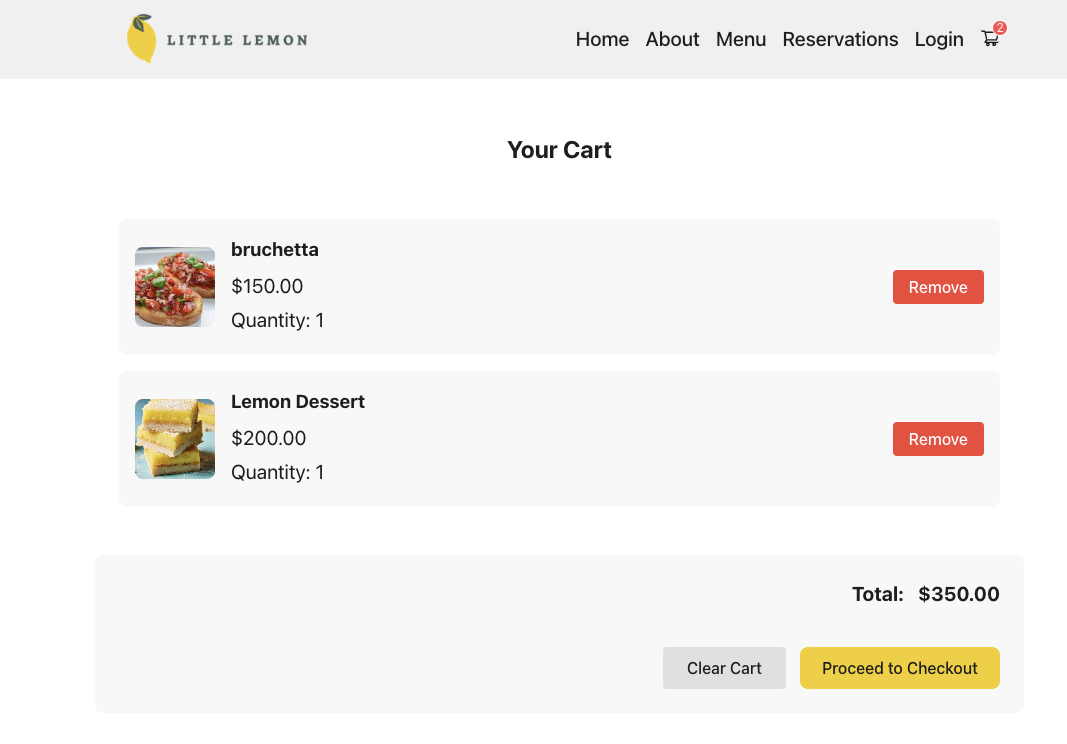 LITTLE LEMON
Home About Menu Reservations Login 2
Your Cart
bruchetta
$150.00
Quantity: 1
Remove
Lemon Dessert
$200.00
Quantity: 1
Remove
Total: $350.00
Clear Cart Proceed to Checkout